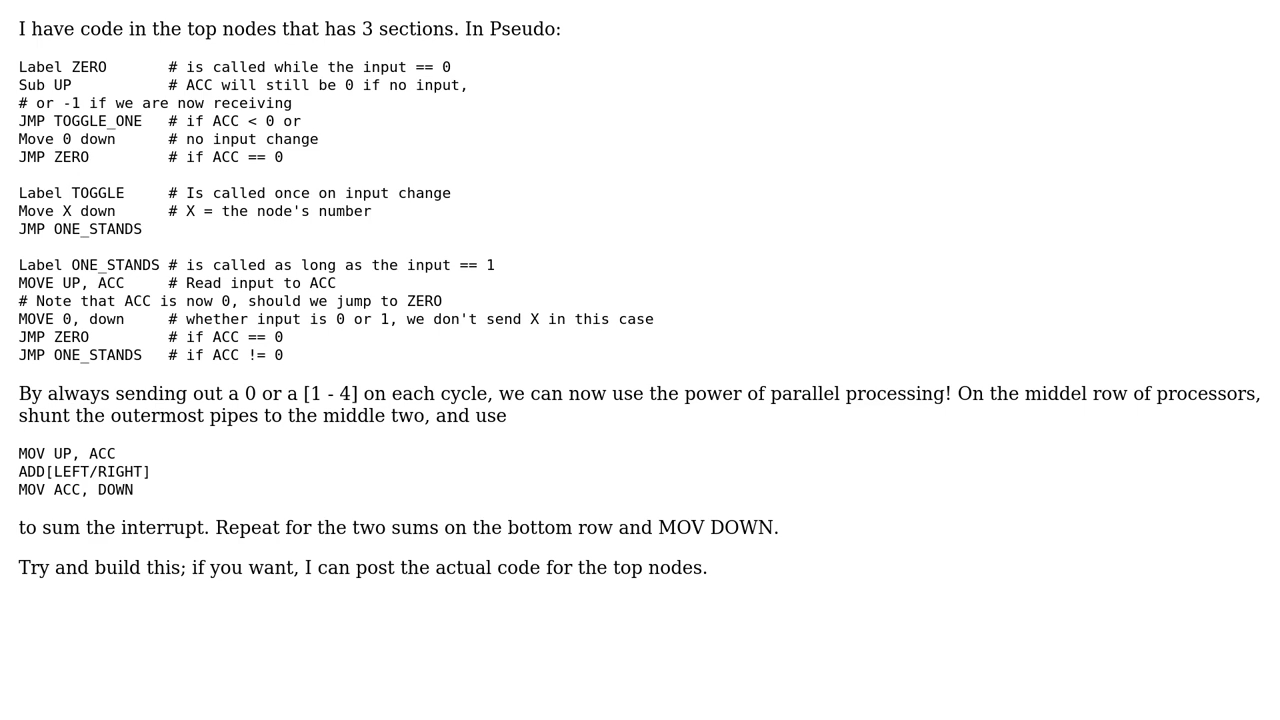 I have code in the top nodes that has 3 sections. In Pseudo:
Label ZERO       # is called while the input == 0
Sub UP           # ACC will still be 0 if no input,
# or -1 if we are now receiving
JMP TOGGLE_ONE   # if ACC < 0 or
Move 0 down      # no input change
JMP ZERO         # if ACC == 0
Label TOGGLE     # Is called once on input change
Move X down      # X = the node's number
JMP ONE_STANDS
Label ONE_STANDS # is called as long as the input == 1
MOVE UP, ACC     # Read input to ACC
# Note that ACC is now 0, should we jump to ZERO
MOVE 0, down     # whether input is 0 or 1, we don't send X in this case
JMP ZERO         # if ACC == 0
JMP ONE_STANDS   # if ACC != 0
By always sending out a 0 or a [1 - 4] on each cycle, we can now use the power of parallel processing! On the middel row of processors,
shunt the outermost pipes to the middle two, and use
MOV UP, ACC
ADD[LEFT/RIGHT]
MOV ACC, DOWN
to sum the interrupt. Repeat for the two sums on the bottom row and MOV DOWN.
Try and build this; if you want, I can post the actual code for the top nodes.